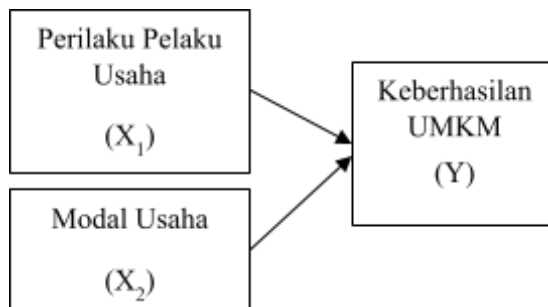 Perilaku Pelaku
Usaha
(X₁)
Keberhasilan
UMKM
(Y)
Modal Usaha
(X₂)